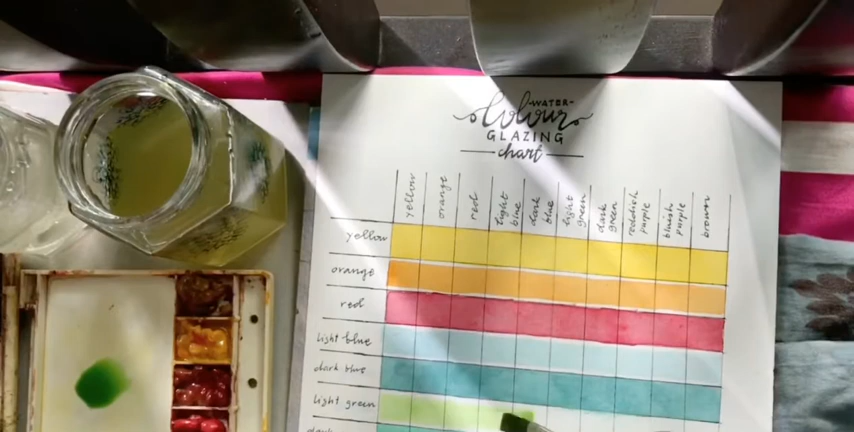 WATER-
Colour
GLAZING
chart
yellow
orange
red
light
blue
dark
blue
light
green
dark
green
reddish
purple
bluish
purple
brown
yellow
orange
red
light blue
dark blue
light green